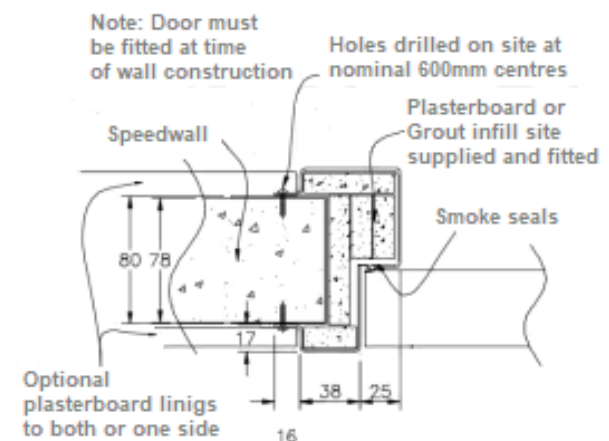 Note: Door must
be fitted at time
of wall construction
Holes drilled on site at
nominal 600mm centres
Plasterboard or
Grout infill site
supplied and fitted
Speedwall
Smoke seals
80 78
17
38 25
16
Optional
plasterboard linigs
to both or one side